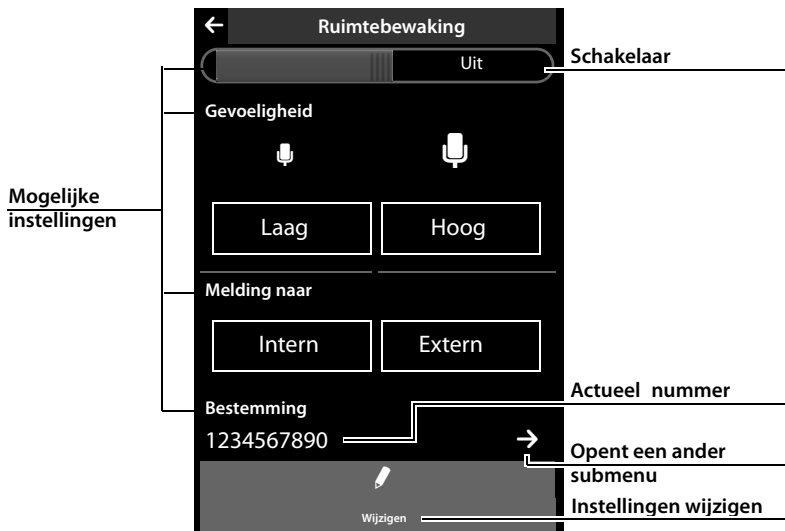 Ruimtebewaking
Uit
Schakelaar
Gevoeligheid
Mogelijke
instellingen
Laag
Hoog
Melding naar
Intern
Extern
Bestemming
Actueel nummer
1234567890
Opent een ander
submenu
Wijzigen
Instellingen wijzigen